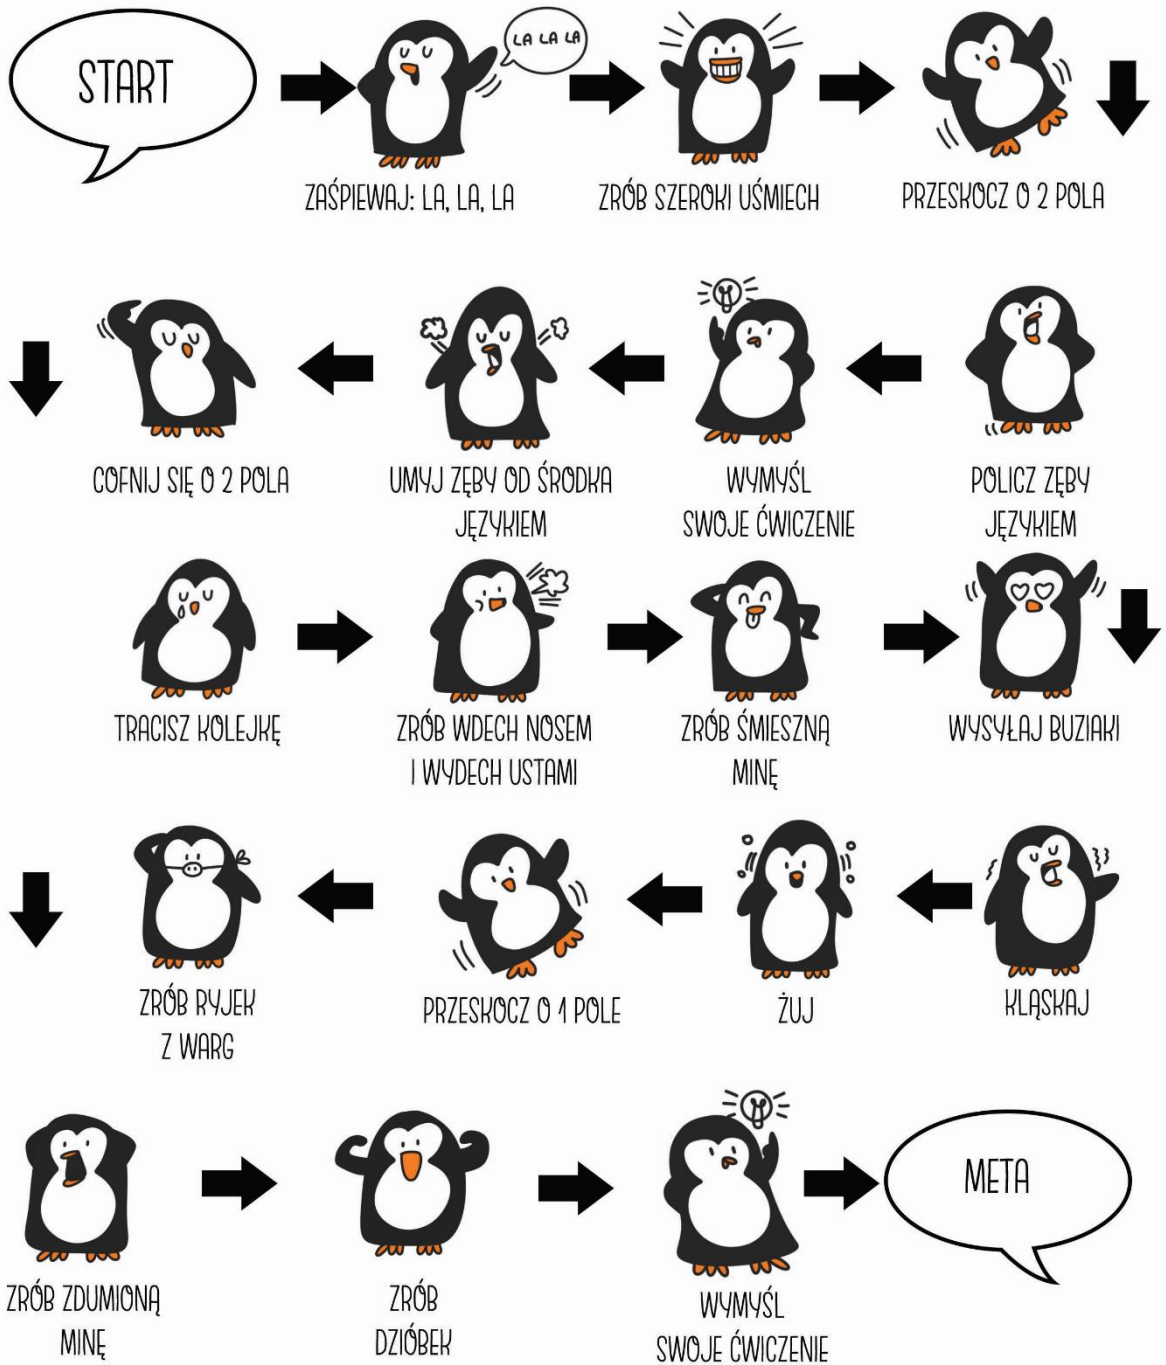 START
LA LA LA
ZAŚPIEWAJ: LA, LA, LA
ZRÓB SZEROKI UŚMIECH
PRZESKOCZ O 2 POLA
COFNIJ SIĘ O 2 POLA
UMYJ ZĘBY OD ŚRODKA
JĘZYKIEM
WYMYŚL
SWOJE ĆWICZENIE
POLICZ ZĘBY
JĘZYKIEM
TRACISZ KOLEJKĘ
ZRÓB WDECH NOSEM
I WYDECH USTAMI
ZRÓB ŚMIESZNĄ
MINĘ
WYSYŁAJ BUZIAKI
ZRÓB RYJEK
Z WARG
PRZESKOCZ O 1 POLE
ŻUJ
KLĄSKAJ
ZRÓB ZDUMIONĄ
MINĘ
ZRÓB
DZIÓBEK
WYMYŚL
SWOJE ĆWICZENIE
META